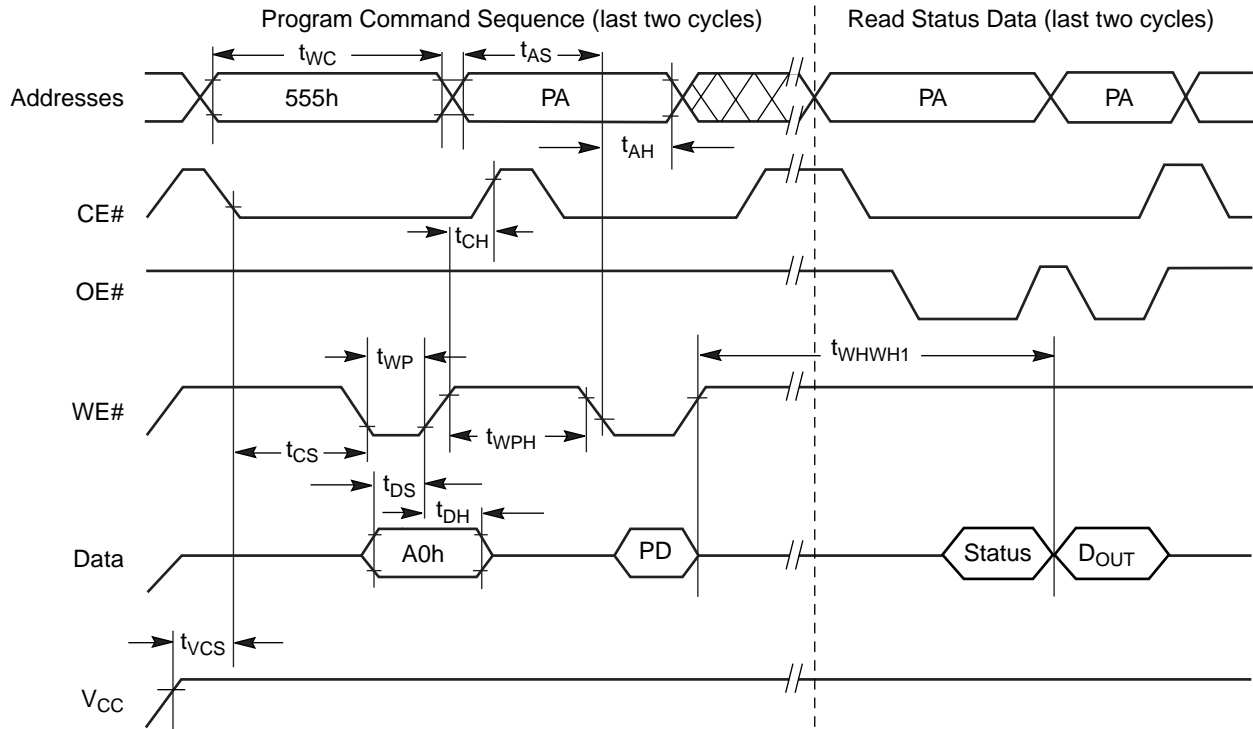 Program Command Sequence (last two cycles) Read Status Data (last two cycles)
tWC tAS
Addresses 555h PA PA PA
tAH
CE#
tCH
OE#
tWP tWHWH1
WE#
tCS tWPH
tDS
tDH
Data A0h PD Status DOUT
tVCS
VCC